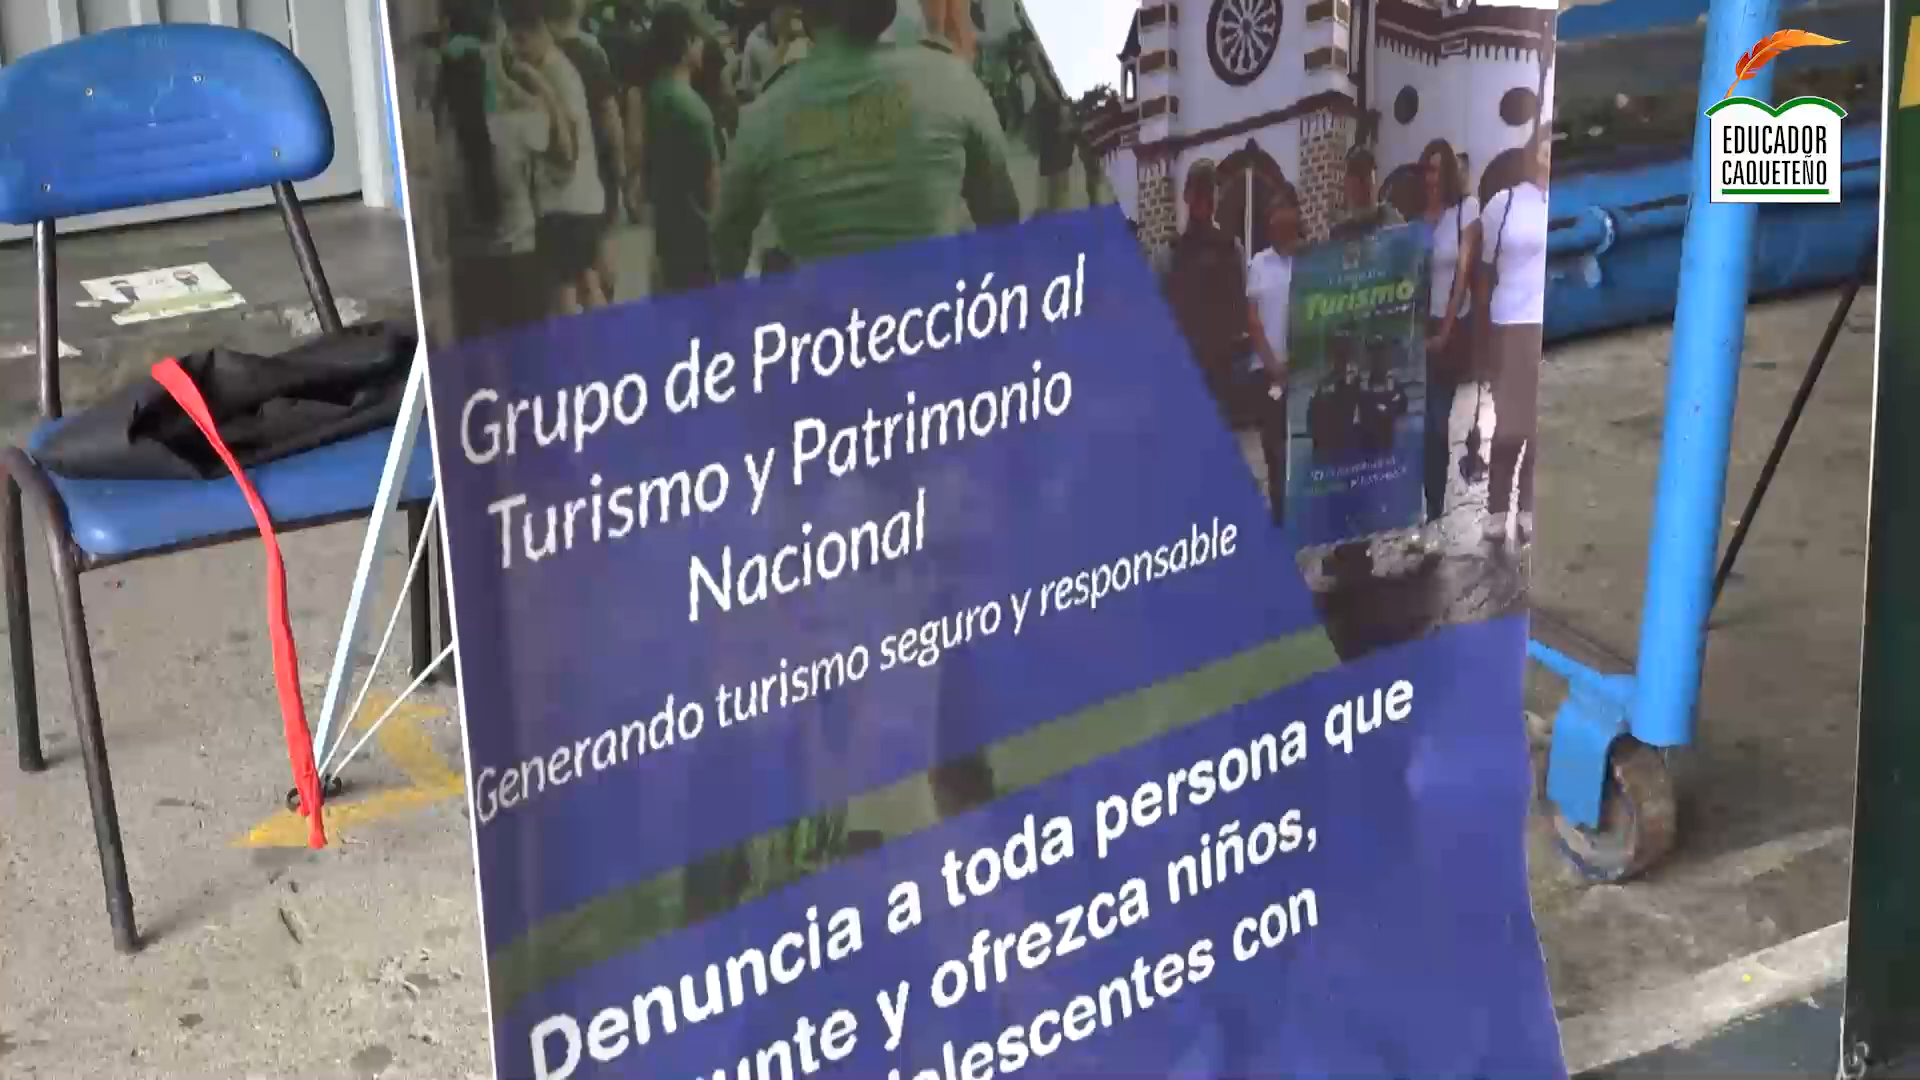 EDUCADOR
CAQUETEÑO
Turismo
Grupo de Protección al
Turismo y Patrimonio
Nacional
Generando turismo seguro y responsable
Denuncia a toda persona que
y ofrezca niños,
con